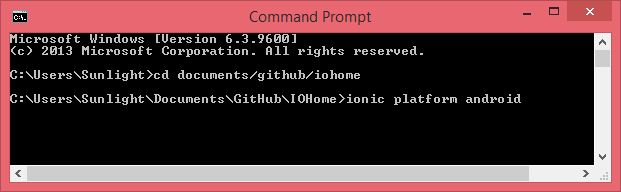 Command Prompt
Microsoft Windows [Version 6.3.9600]
(c) 2013 Microsoft Corporation. All rights reserved.
C:\Users\Sunlight>cd documents/github/iohome
C:\Users\Sunlight\Documents\GitHub\IOHome>ionic platform android